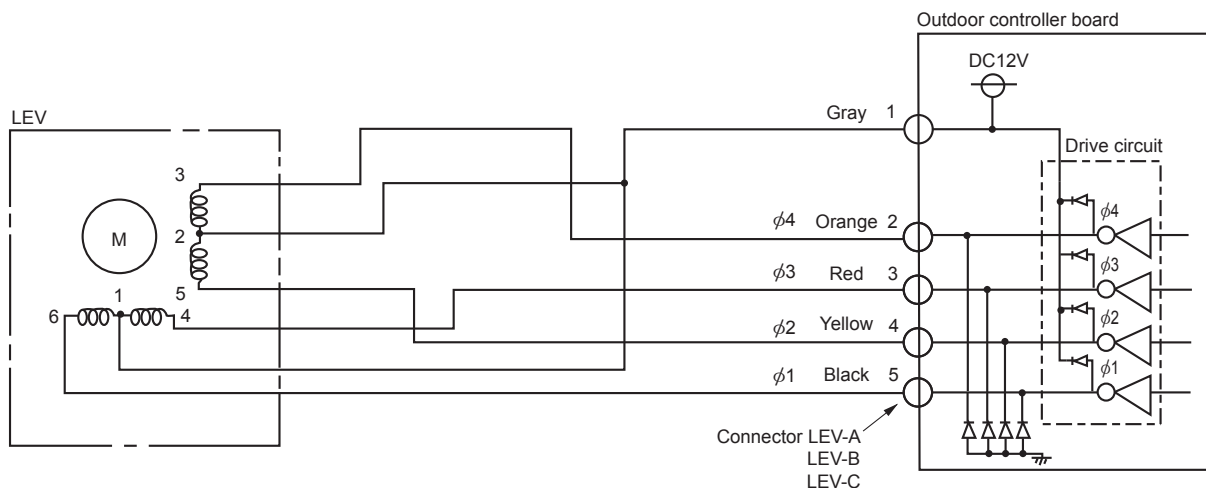 Outdoor controller board
DC12V
LEV
Gray 1
Drive circuit
3
ϕ4 Orange 2
ϕ4
M
2
ϕ3 Red 3
ϕ3
5
1
6
4
ϕ2 Yellow 4
ϕ2
ϕ1 Black 5
ϕ1
Connector LEV-A
LEV-B
LEV-C